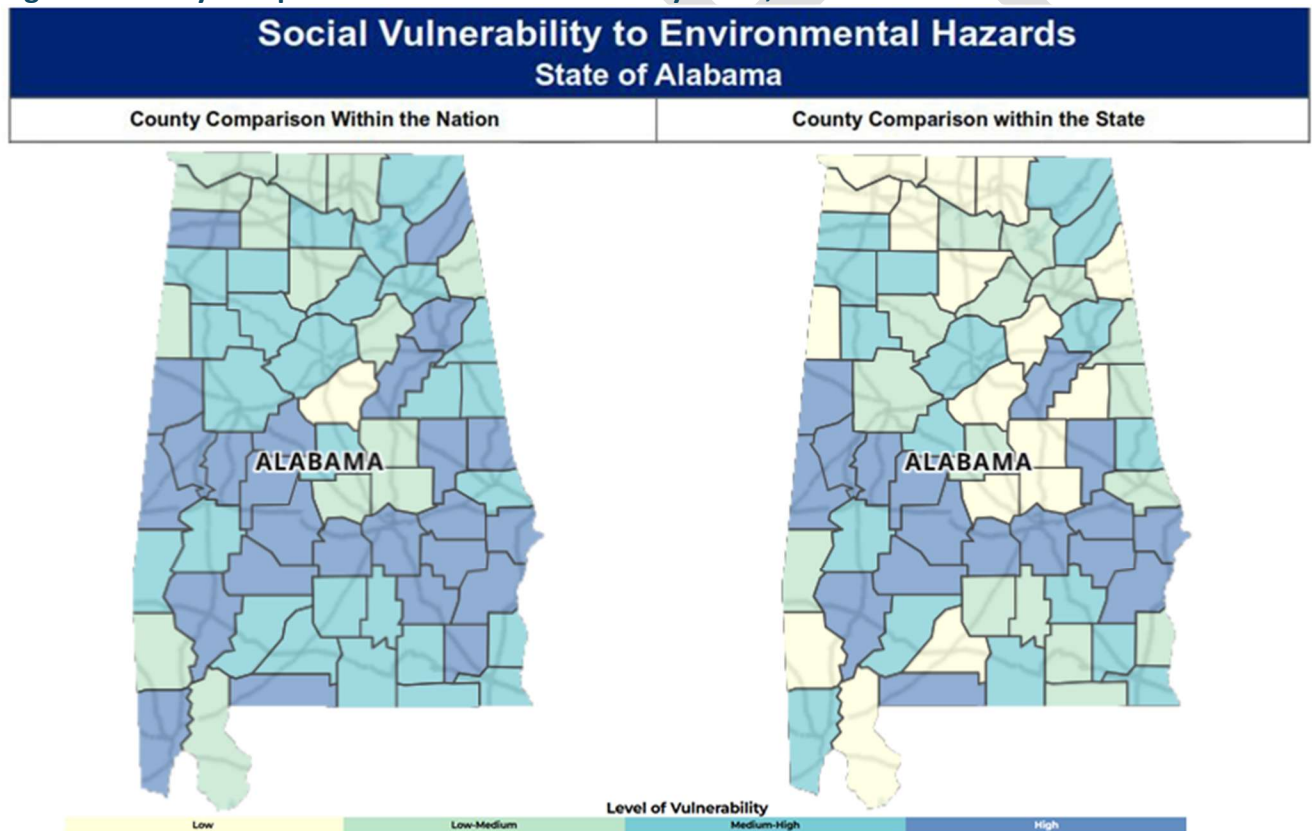 Social Vulnerability to Environmental Hazards
State of Alabama
County Comparison Within the Nation
County Comparison within the State
ALABAMA
ALABAMA
Level of Vulnerability
Low
Low-Medium
Medium-High
High